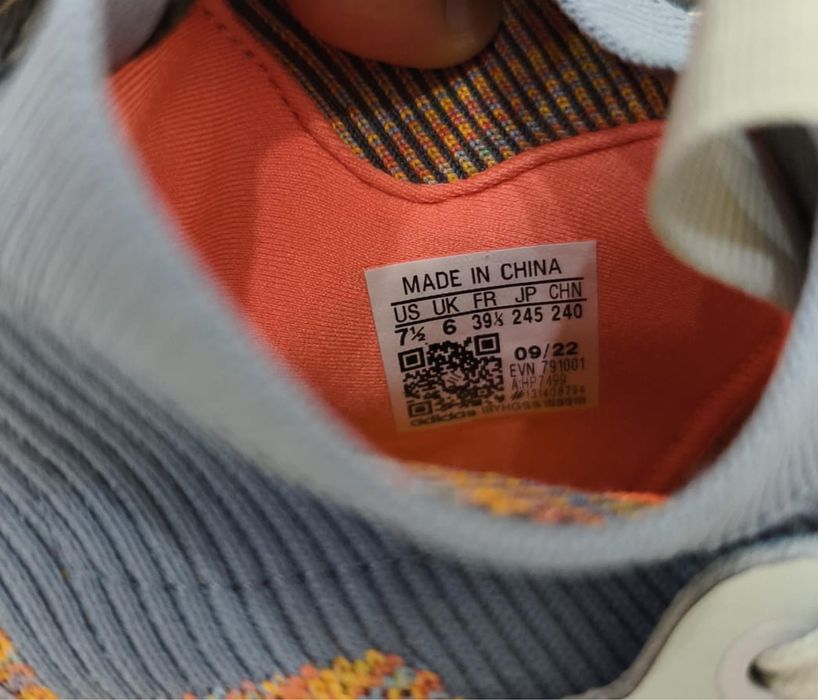 MADE IN CHINA
US UK FR JP CHN
7½ 6 39⅓ 245 240
09/22
EVN 791001
A:HP7499
adidas